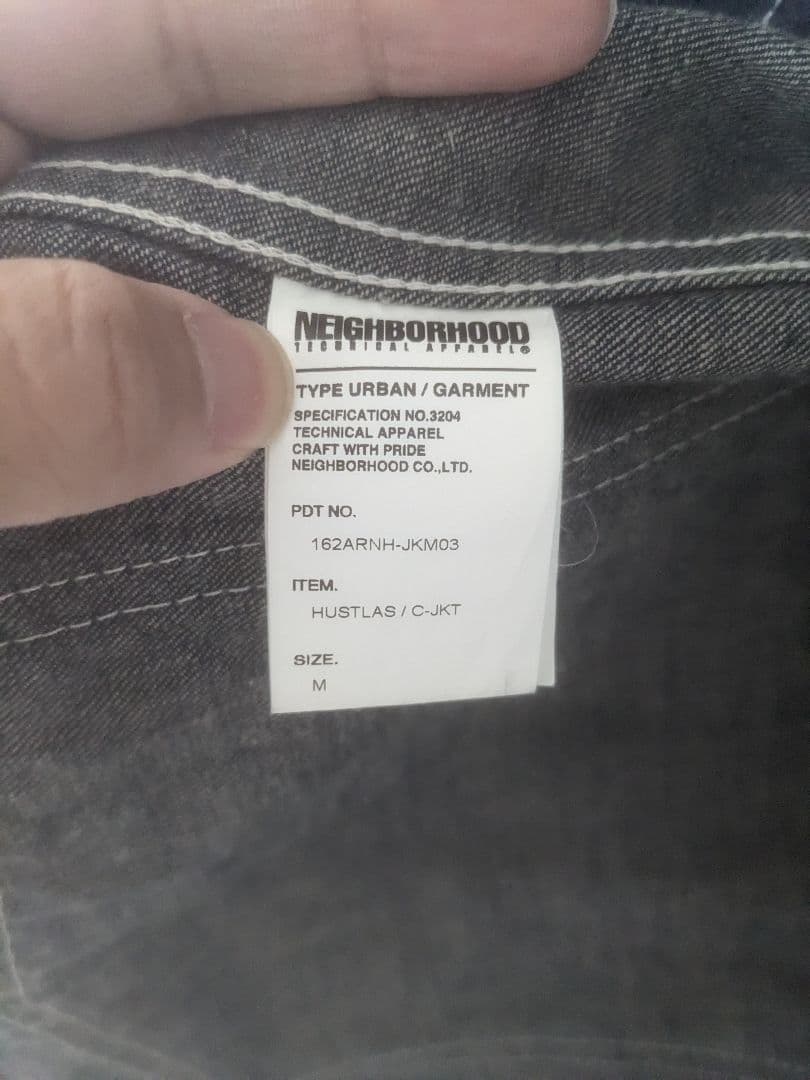 NEIGHBORHOOD
TECHNICAL APPAREL®
TYPE URBAN / GARMENT
SPECIFICATION NO.3204
TECHNICAL APPAREL
CRAFT WITH PRIDE
NEIGHBORHOOD CO.,LTD.
PDT NO.
162ARNH-JKM03
ITEM.
HUSTLAS / C-JKT
SIZE.
M